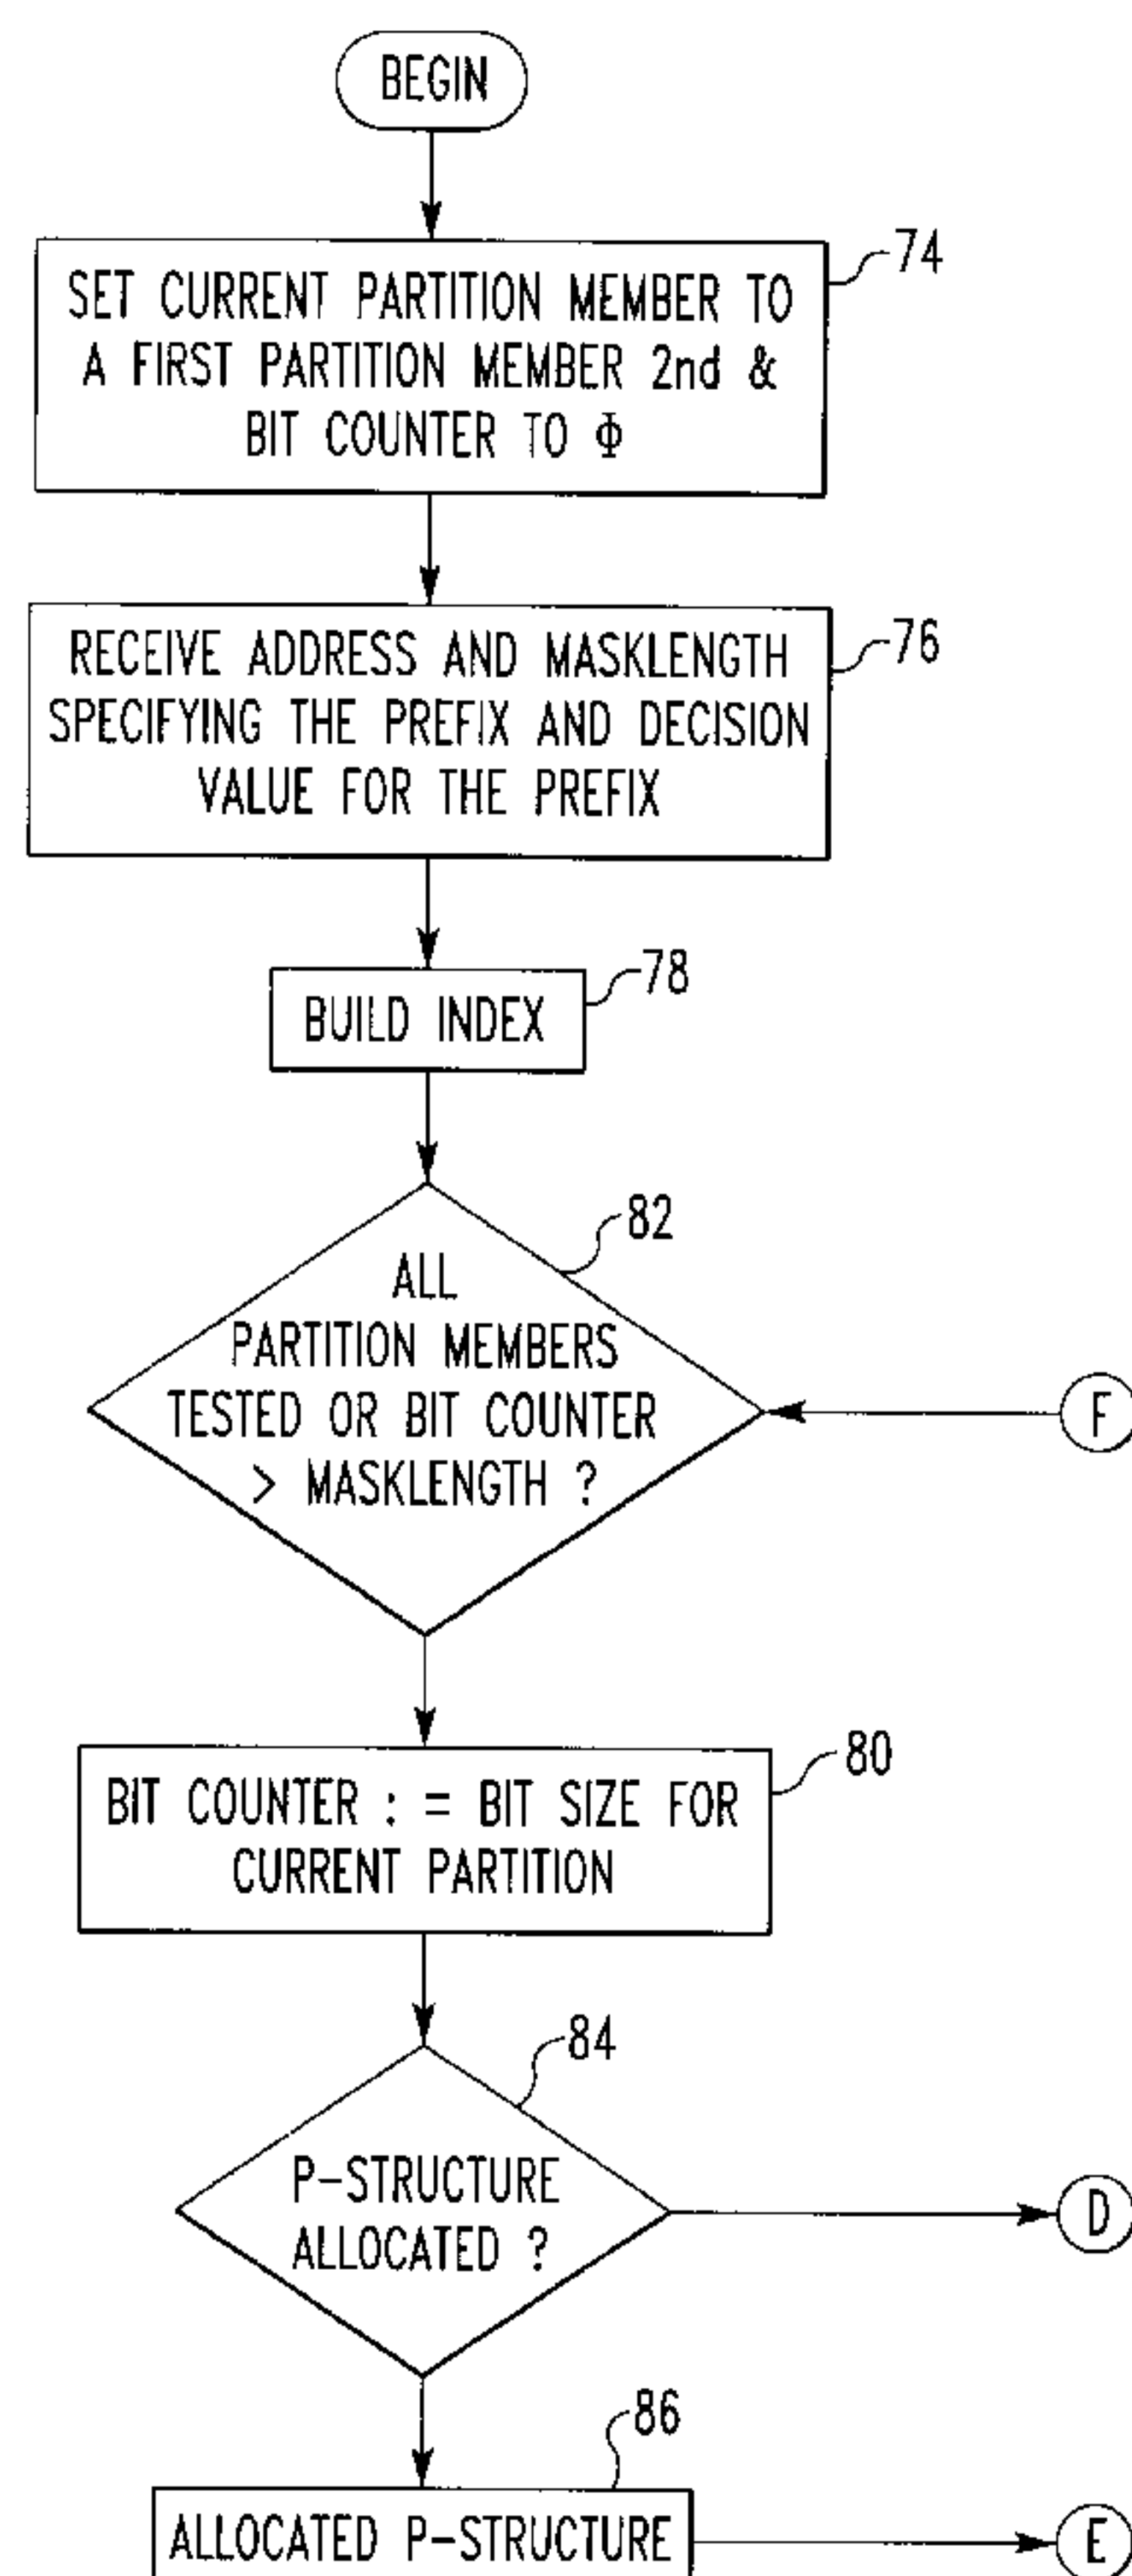 BEGIN
74
SET CURRENT PARTITION MEMBER TO
A FIRST PARTITION MEMBER 2nd &
BIT COUNTER TO Φ
76
RECEIVE ADDRESS AND MASKLENGTH
SPECIFYING THE PREFIX AND DECISION
VALUE FOR THE PREFIX
78
BUILD INDEX
82
ALL
PARTITION MEMBERS
TESTED OR BIT COUNTER
> MASKLENGTH ?
F
80
BIT COUNTER : = BIT SIZE FOR
CURRENT PARTITION
84
P-STRUCTURE
ALLOCATED ?
D
86
ALLOCATED P-STRUCTURE
E